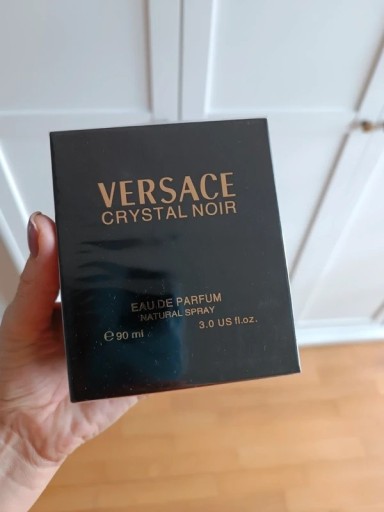 VERSACE
CRYSTAL NOIR
EAU DE PARFUM
NATURAL SPRAY
℮ 90 ml 3.0 US fl.oz.